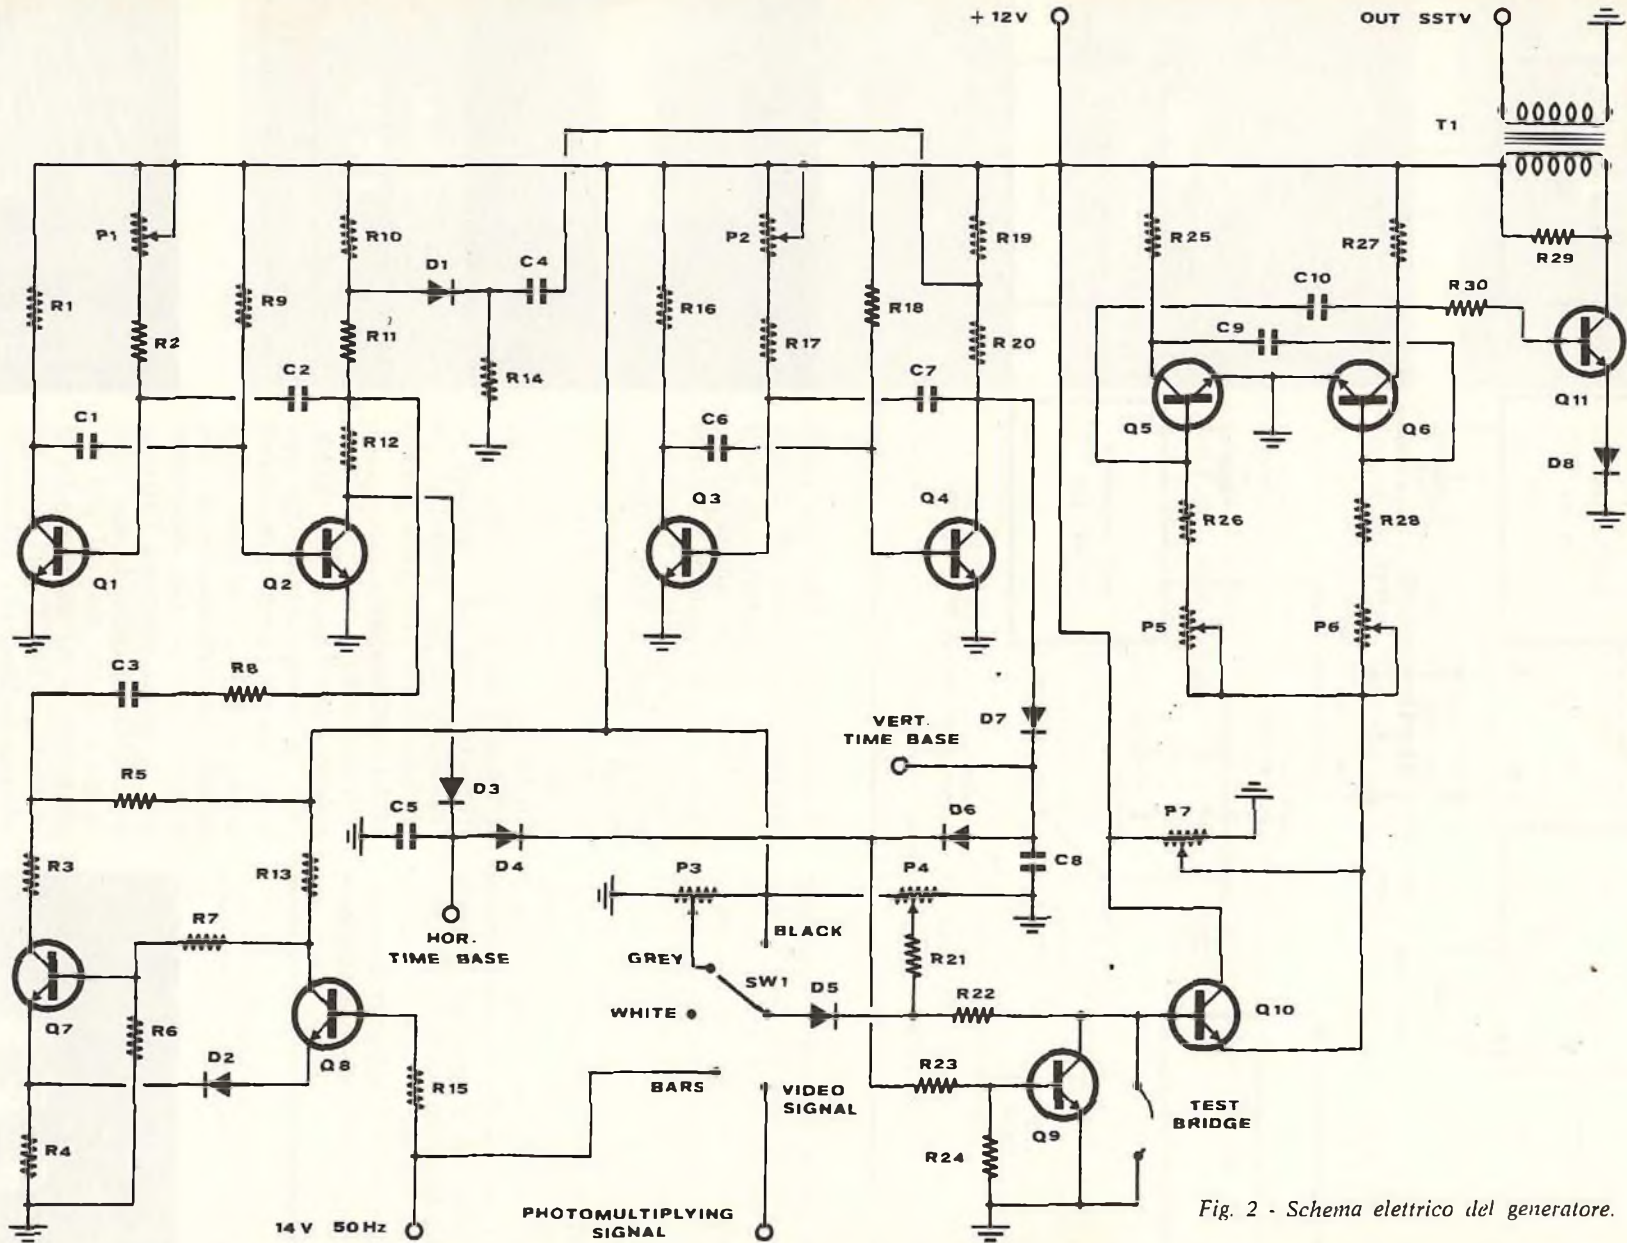 + 12V
OUT SSTV
T1
P1
R10
D1
C4
P2
R19
R25
R27
C10
R29
R30
R1
R2
R9
R11
R14
R16
R17
R18
R20
C9
C1
C2
C6
C7
R12
Q5
Q6
Q11
D8
Q1
Q2
Q3
Q4
R26
R28
P5
P6
C3
R8
VERT.
TIME BASE
D7
R5
D3
C5
D4
D6
C8
P7
R3
R13
P3
P4
R7
HOR.
TIME BASE
BLACK
GREY
SW1
D5
R21
R22
WHITE
Q10
Q7
R6
D2
Q8
R15
BARS
VIDEO
SIGNAL
R23
Q9
TEST
BRIDGE
R4
R24
14V 50Hz
PHOTOMULTIPLYING
SIGNAL
Fig. 2 - Schema elettrico del generatore.